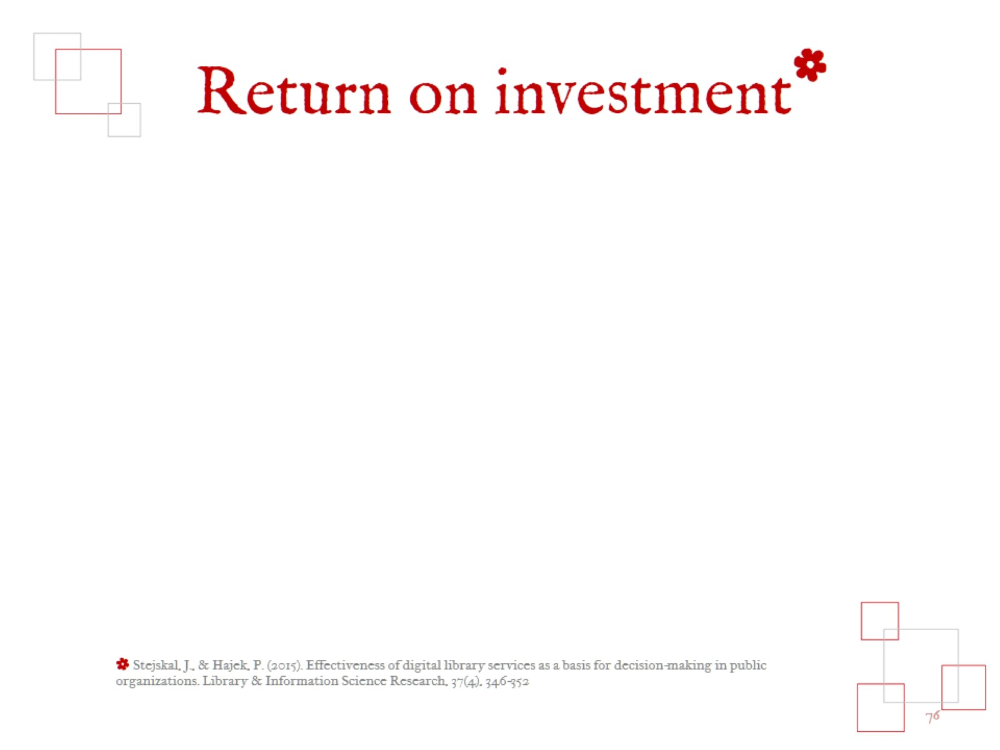 Return on investment*
* Stejskal, J., & Hajek, P. (2015). Effectiveness of digital library services as a basis for decision-making in public
organizations. Library & Information Science Research, 37(4), 346-352
76